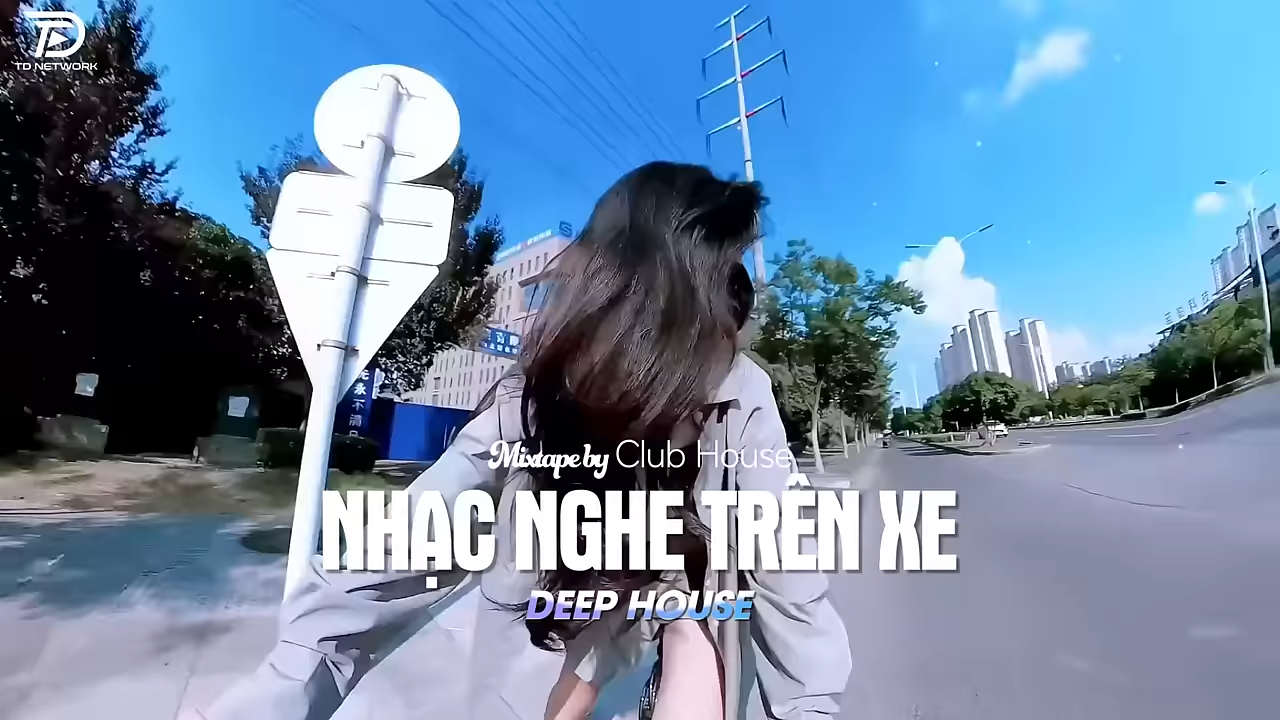 TD NETWORK
Mixtape by Club House
NHẠC NGHE TRÊN XE
DEEP HOUSE